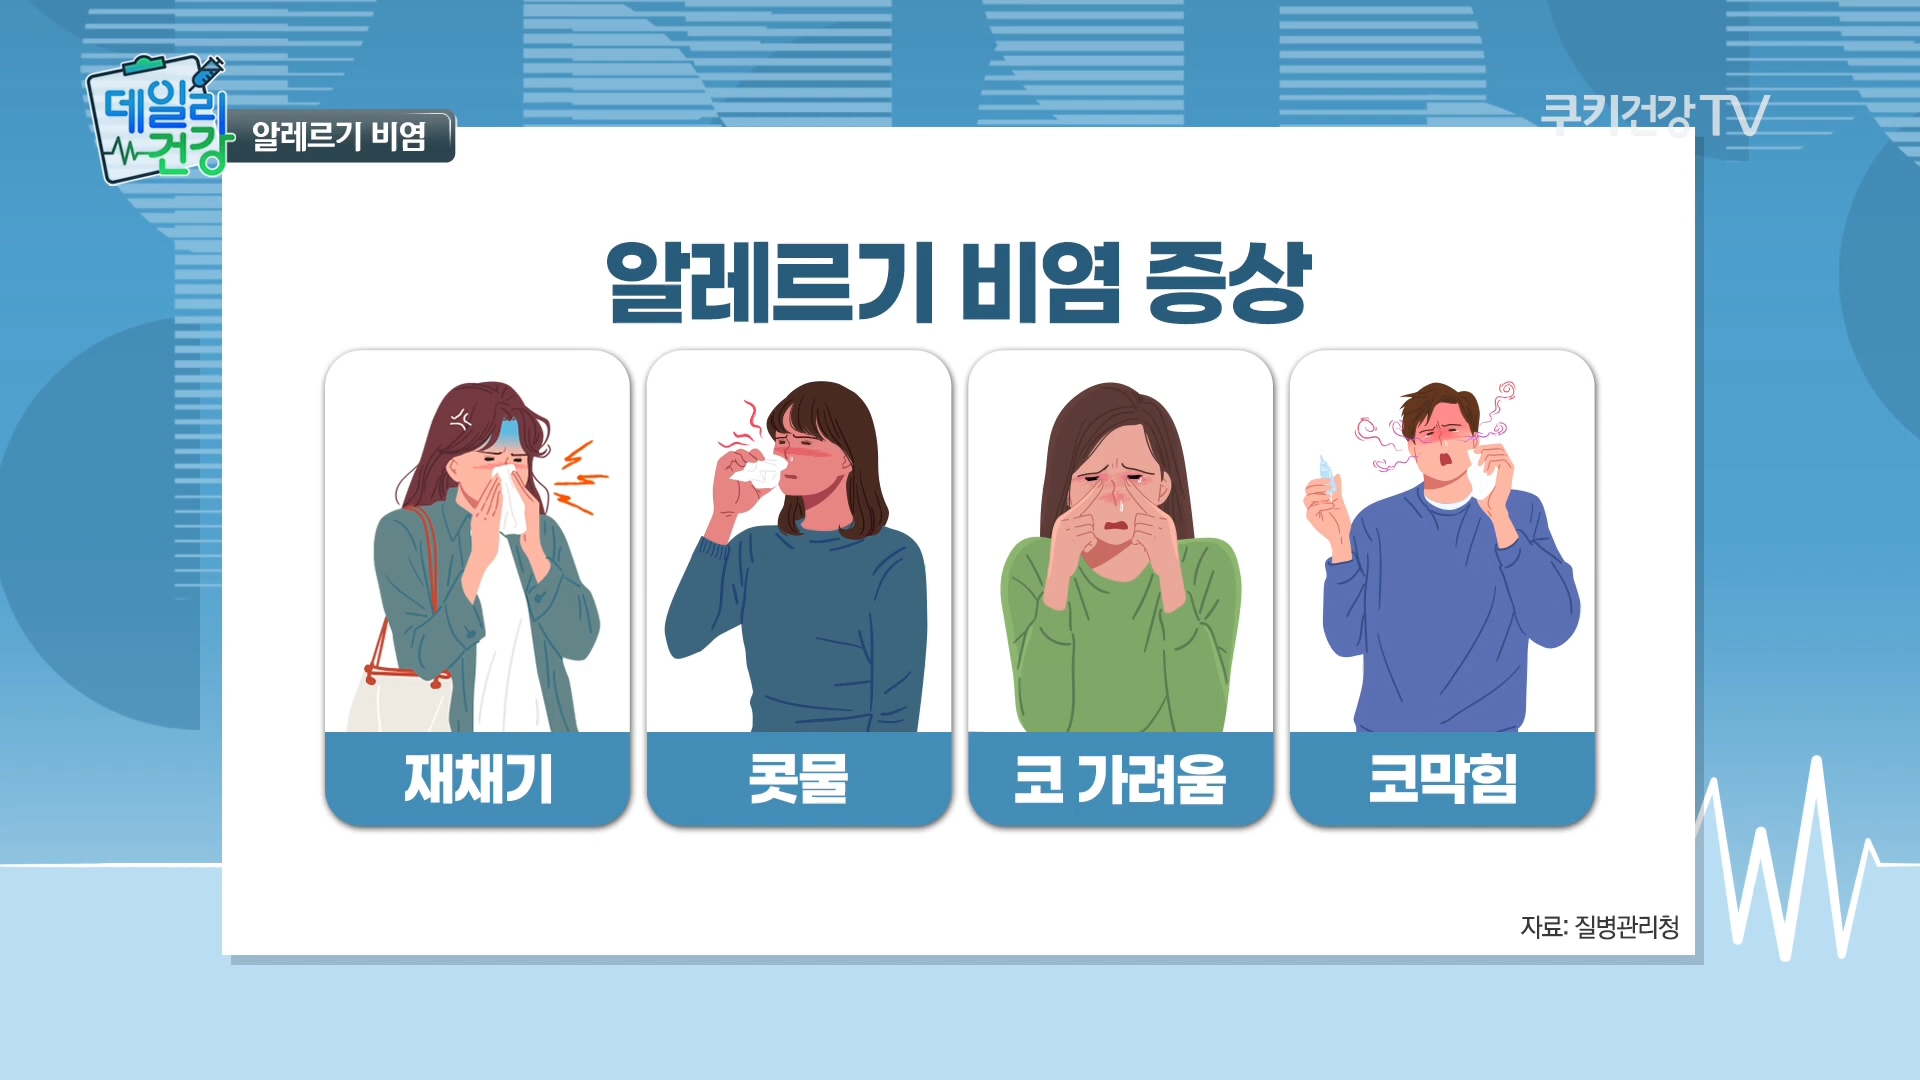 데일리
건강
알레르기 비염
쿠키건강TV
알레르기 비염 증상
재채기
콧물
코 가려움
코막힘
자료: 질병관리청